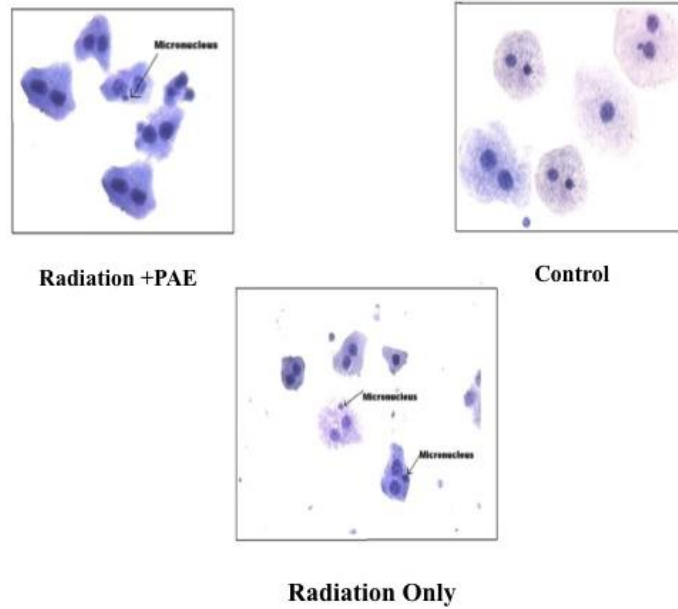 Micronucleus
Radiation +PAE
Control
Micronucleus
Micronucleus
Radiation Only